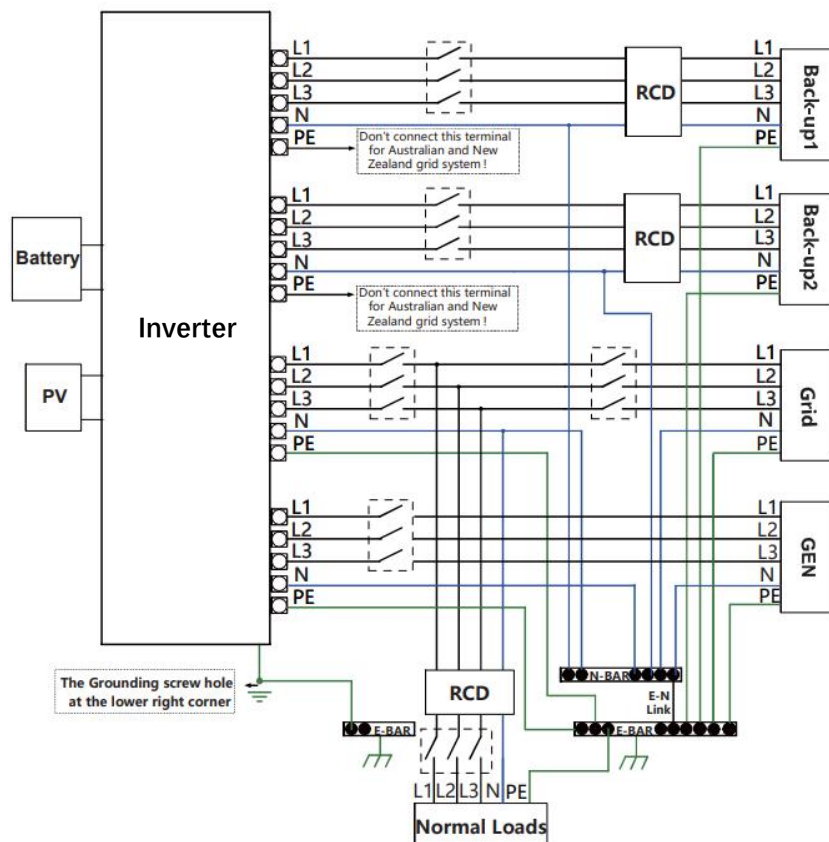 L1
L2
L3
N
PE
RCD
L1
L2
L3
N
PE
Back-up1
Don't connect this terminal
for Australian and New
Zealand grid system !
L1
L2
L3
N
PE
RCD
L1
L2
L3
N
PE
Back-up2
Don't connect this terminal
for Australian and New
Zealand grid system !
Battery
Inverter
PV
L1
L2
L3
N
PE
L1
L2
L3
N
PE
Grid
L1
L2
L3
N
PE
L1
L2
L3
N
PE
GEN
The Grounding screw hole
at the lower right corner
RCD
N-BAR
E-N
Link
E-BAR
E-BAR
L1 L2 L3 N PE
Normal Loads